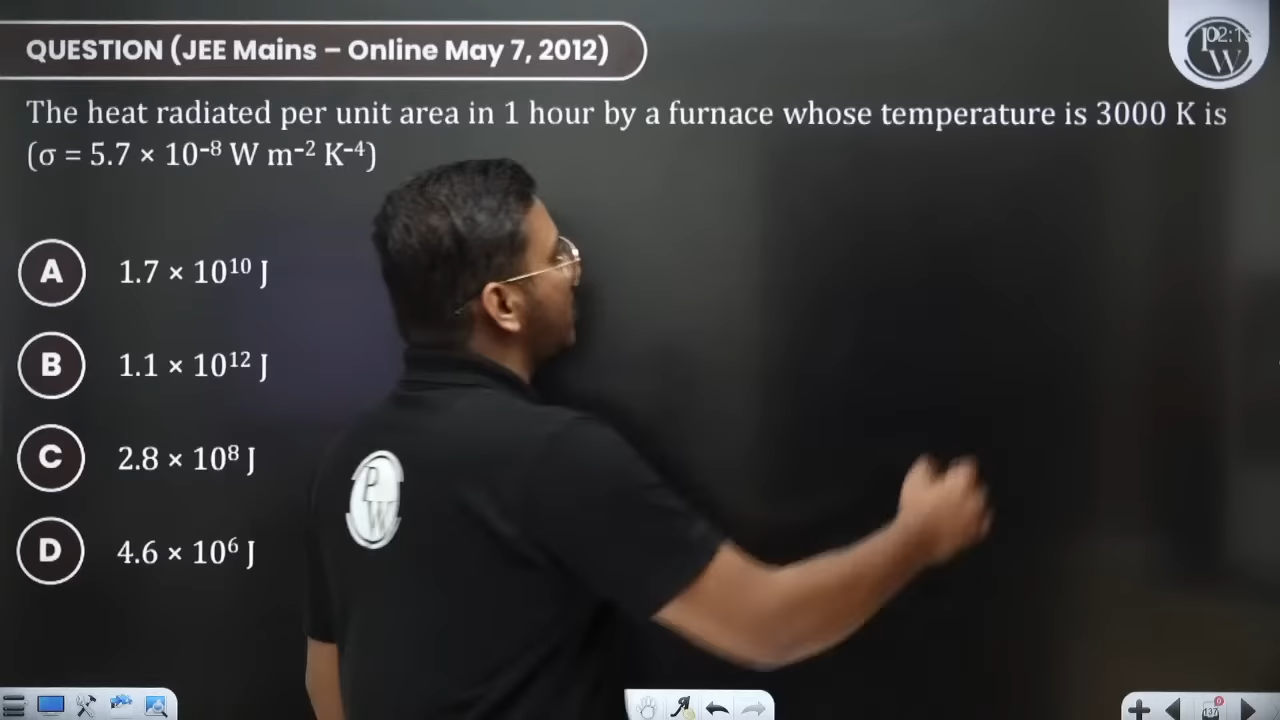 QUESTION (JEE Mains – Online May 7, 2012)
The heat radiated per unit area in 1 hour by a furnace whose temperature is 3000 K is
(σ = 5.7 × 10⁻⁸ W m⁻² K⁻⁴)
A 1.7 × 10¹⁰ J
B 1.1 × 10¹² J
C 2.8 × 10⁸ J
D 4.6 × 10⁶ J
P
W
137